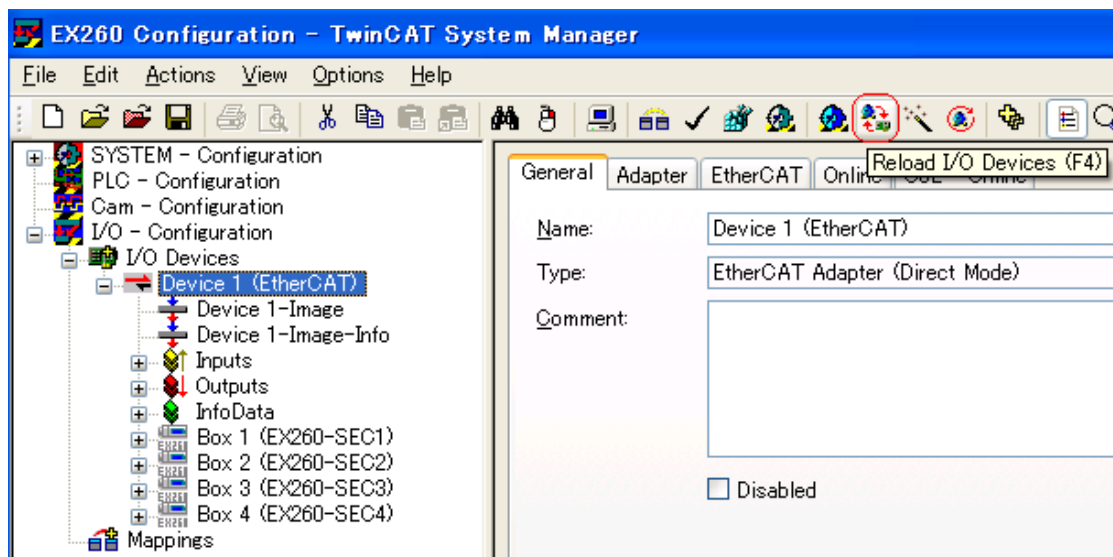 EX260 Configuration - TwinCAT System Manager
File Edit Actions View Options Help
Reload I/O Devices (F4)
SYSTEM - Configuration
PLC - Configuration
Cam - Configuration
I/O - Configuration
I/O Devices
Device 1 (EtherCAT)
Device 1-Image
Device 1-Image-Info
Inputs
Outputs
InfoData
Box 1 (EX260-SEC1)
Box 2 (EX260-SEC2)
Box 3 (EX260-SEC3)
Box 4 (EX260-SEC4)
Mappings
General Adapter EtherCAT Online
Name: Device 1 (EtherCAT)
Type: EtherCAT Adapter (Direct Mode)
Comment:
Disabled